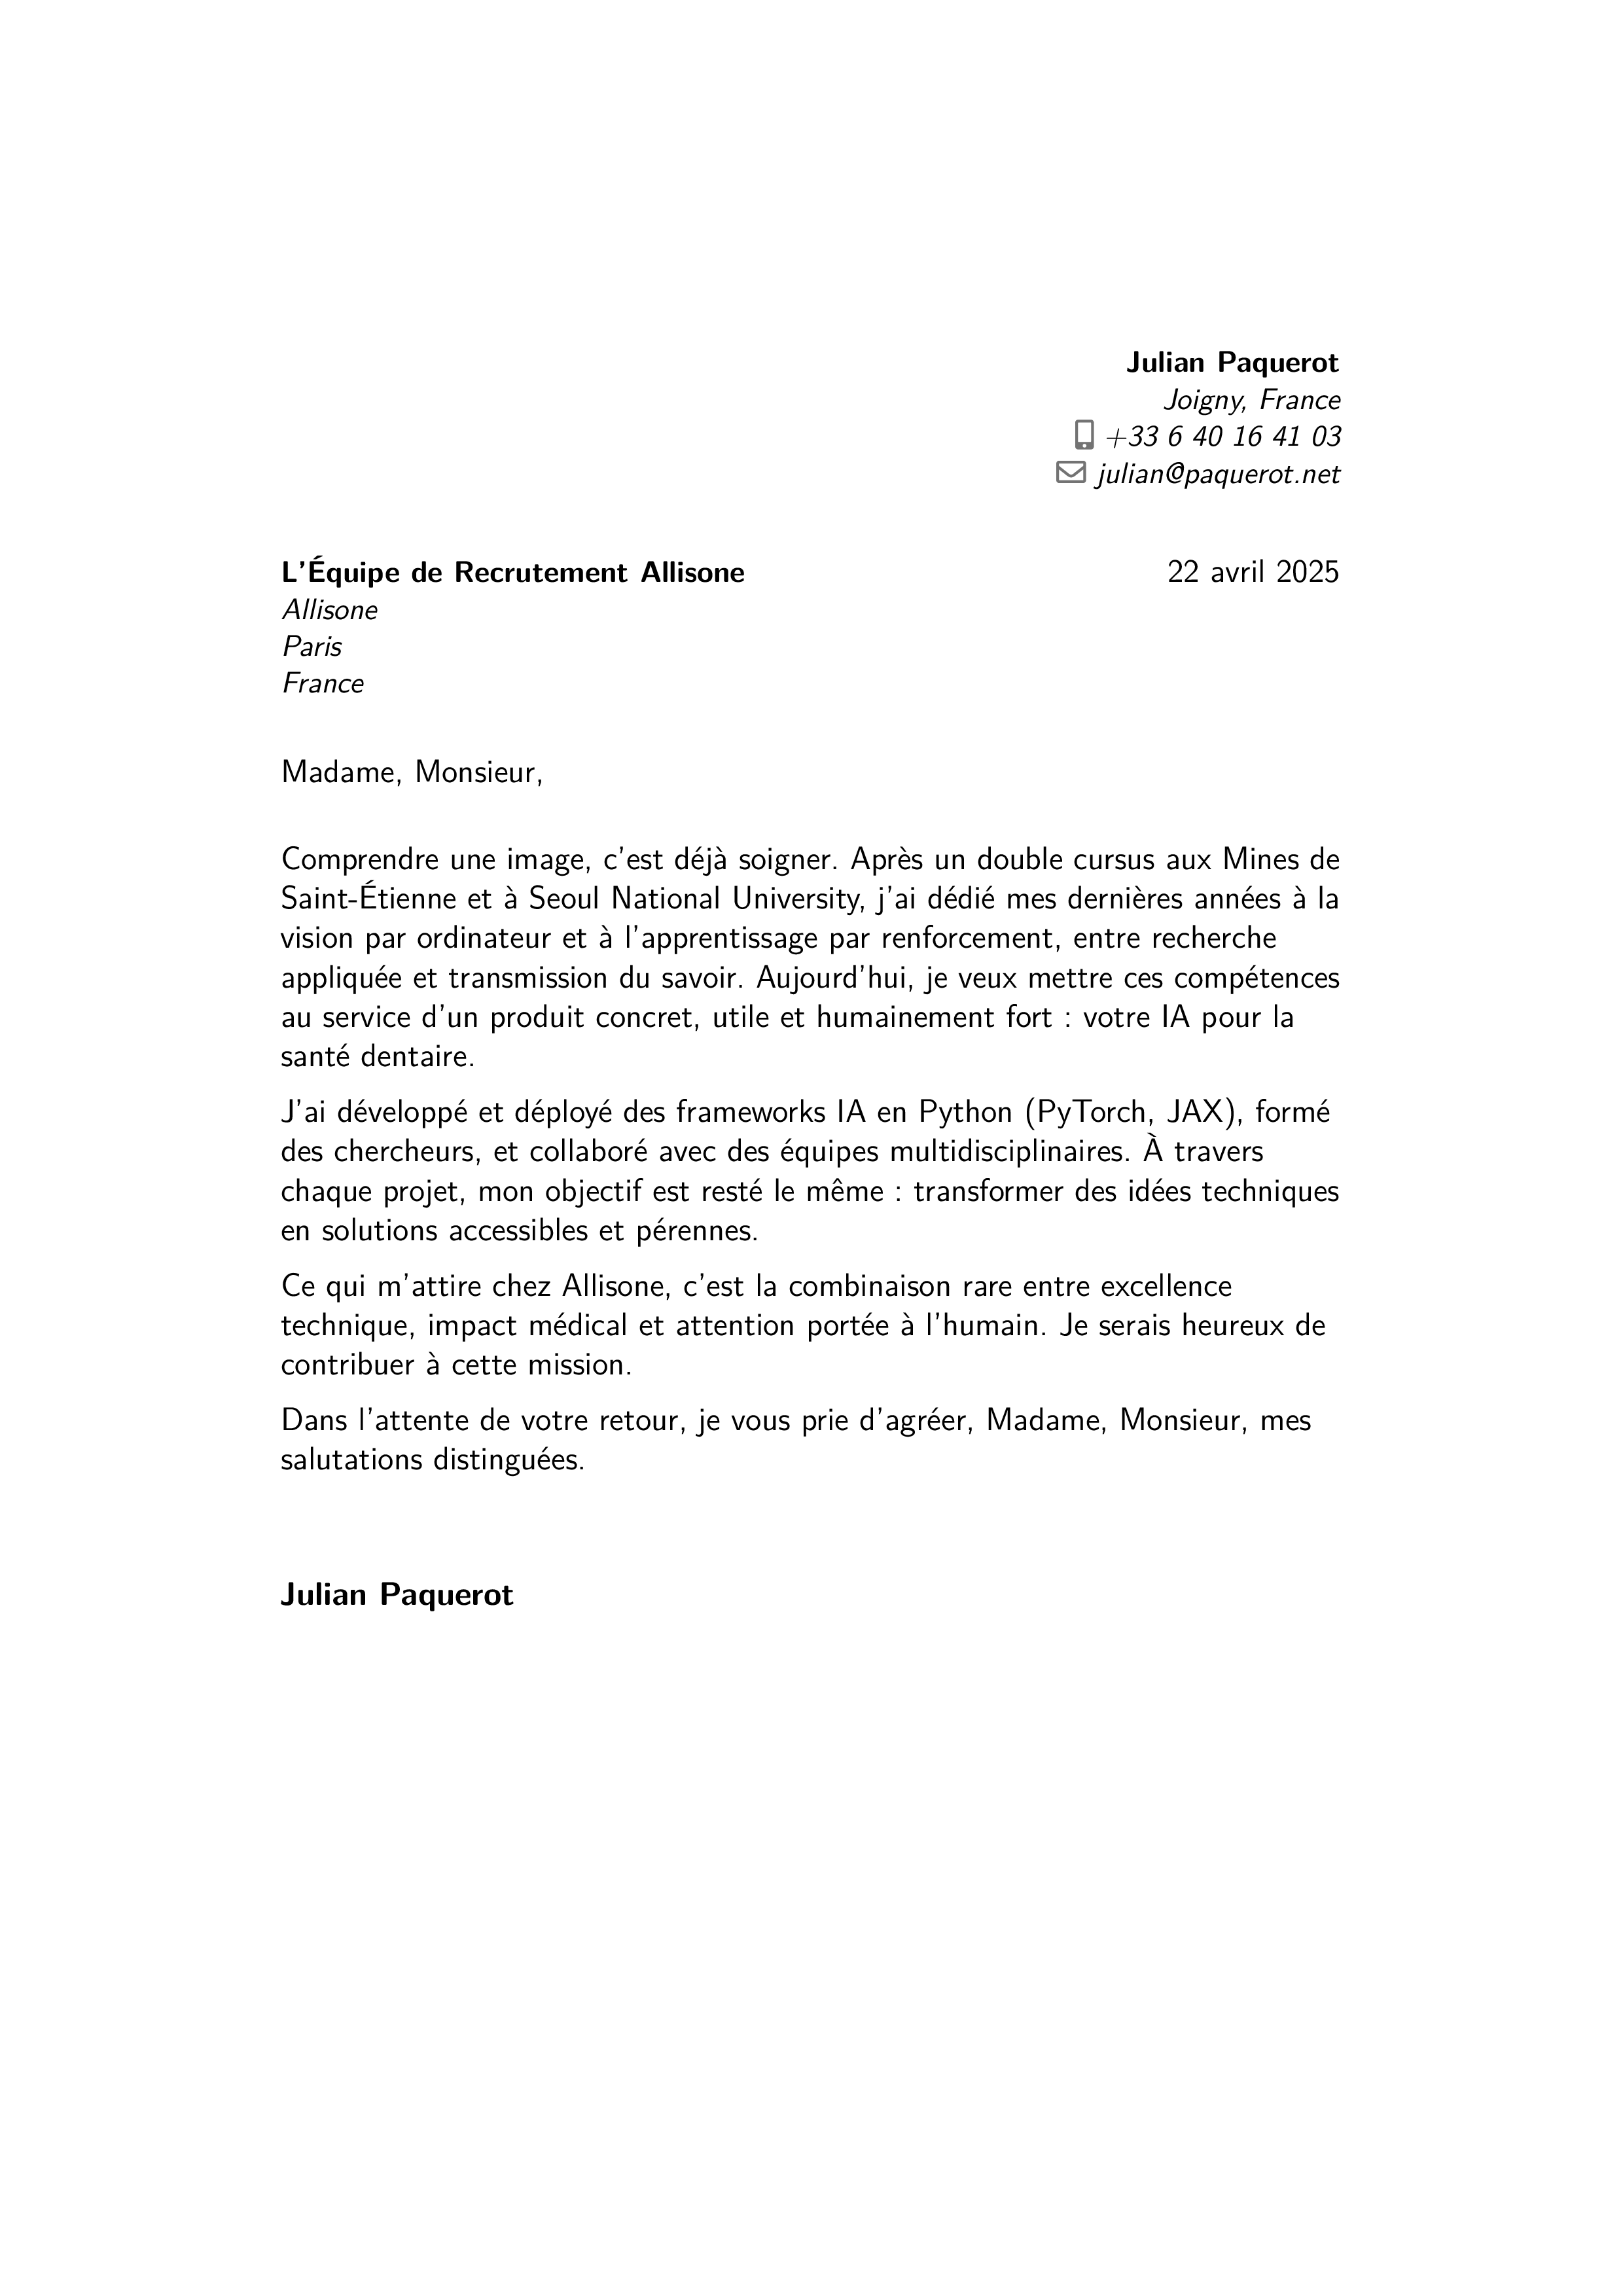 Julian Paquerot
Joigny, France
+33 6 40 16 41 03
julian@paquerot.net
L'Équipe de Recrutement Allisone
22 avril 2025
Allisone
Paris
France
Madame, Monsieur,
Comprendre une image, c'est déjà soigner. Après un double cursus aux Mines de
Saint-Étienne et à Seoul National University, j'ai dédié mes dernières années à la
vision par ordinateur et à l'apprentissage par renforcement, entre recherche
appliquée et transmission du savoir. Aujourd'hui, je veux mettre ces compétences
au service d'un produit concret, utile et humainement fort : votre IA pour la
santé dentaire.
J'ai développé et déployé des frameworks IA en Python (PyTorch, JAX), formé
des chercheurs, et collaboré avec des équipes multidisciplinaires. À travers
chaque projet, mon objectif est resté le même : transformer des idées techniques
en solutions accessibles et pérennes.
Ce qui m'attire chez Allisone, c'est la combinaison rare entre excellence
technique, impact médical et attention portée à l'humain. Je serais heureux de
contribuer à cette mission.
Dans l'attente de votre retour, je vous prie d'agréer, Madame, Monsieur, mes
salutations distinguées.
Julian Paquerot